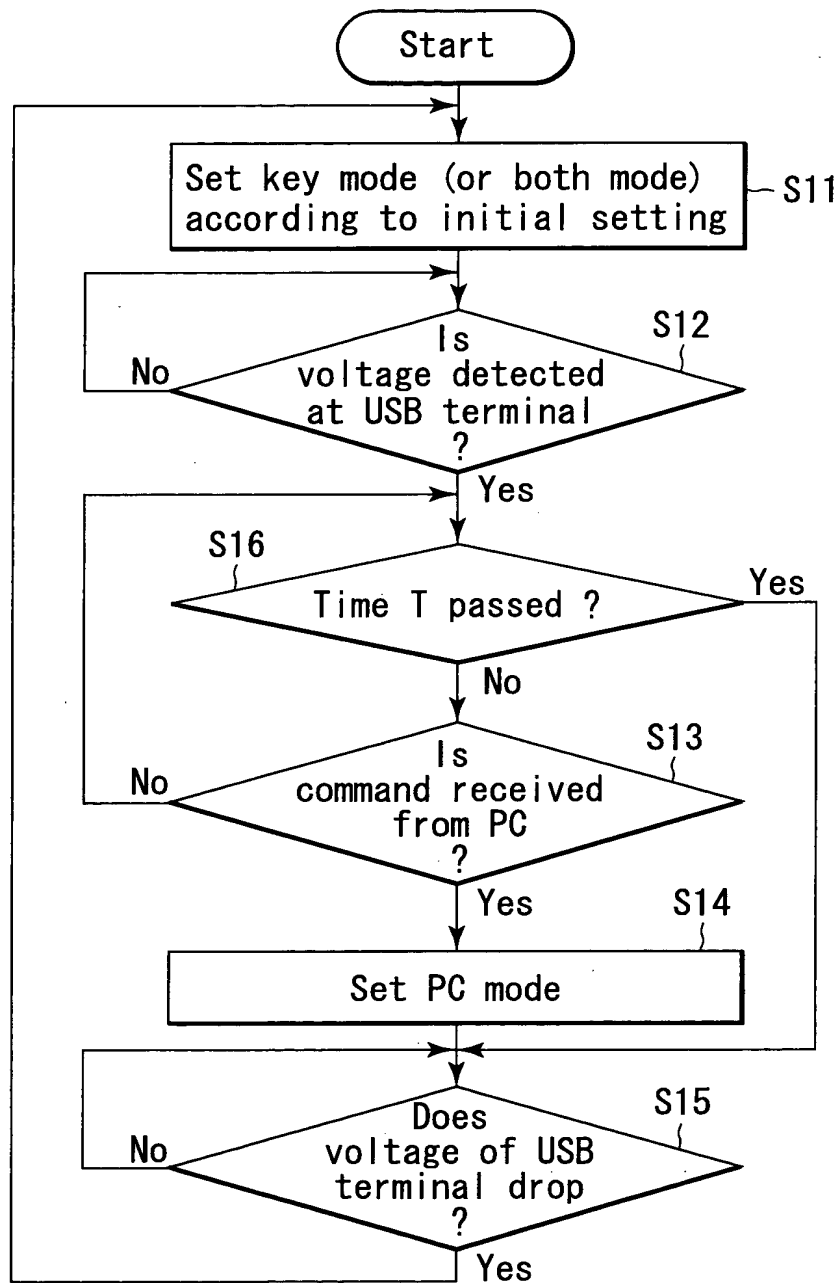 Start
Set key mode (or both mode)
according to initial setting
S11
S12
Is
voltage detected
at USB terminal
?
No
Yes
S16
Time T passed ?
Yes
No
S13
Is
command received
from PC
?
No
Yes
S14
Set PC mode
S15
Does
voltage of USB
terminal drop
?
No
Yes